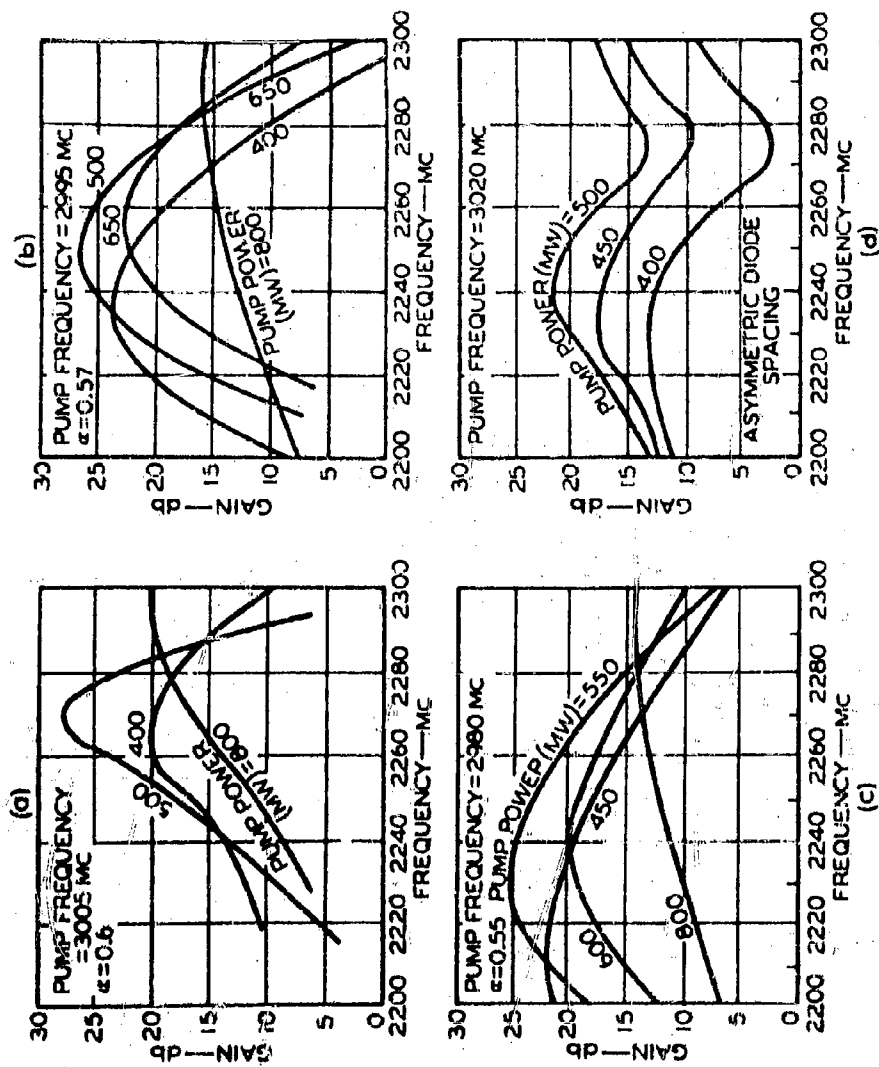 (a)
PUMP FREQUENCY
=3005 MC
α=0.6
500
400
PUMP POWER
(MW)=800
30
25
20
15
10
5
0
GAIN—db
2200
2220
2240
2260
2280
2300
FREQUENCY—MC
(b)
PUMP FREQUENCY=2995 MC
α=0.57
500
650
650
400
PUMP POWER
(MW)=800
30
25
20
15
10
5
0
GAIN—db
2200
2220
2240
2260
2280
2300
FREQUENCY—MC
PUMP FREQUENCY=2980 MC
α=0.55 PUMP POWER(MW)=550
450
600
800
30
25
20
15
10
5
0
GAIN—db
2200
2220
2240
2260
2280
2300
FREQUENCY—MC
(c)
PUMP FREQUENCY=3020 MC
PUMP POWER(MW)=500
450
400
ASYMMETRIC DIODE
SPACING
30
25
20
15
10
5
0
GAIN—db
2200
2220
2240
2260
2280
2300
FREQUENCY—MC
(d)